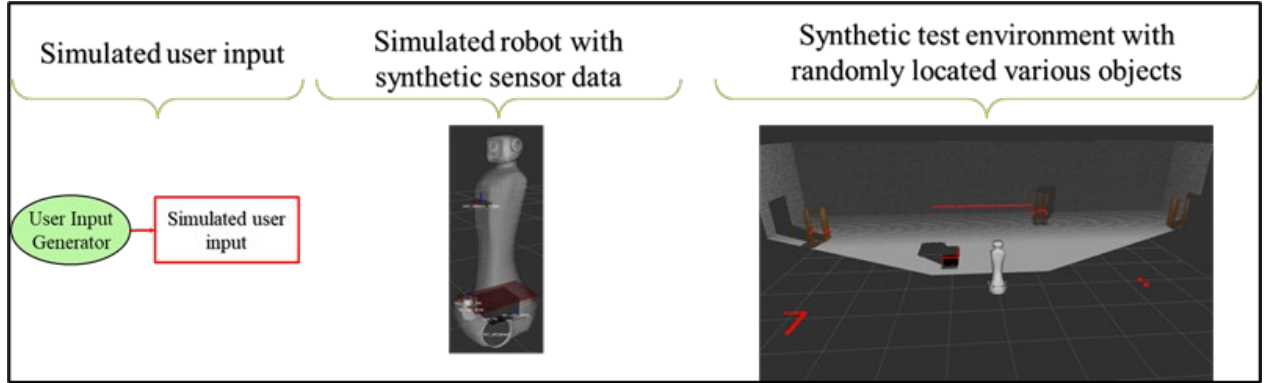 Simulated user input
Simulated robot with
synthetic sensor data
Synthetic test environment with
randomly located various objects
User Input
Generator
Simulated user
input